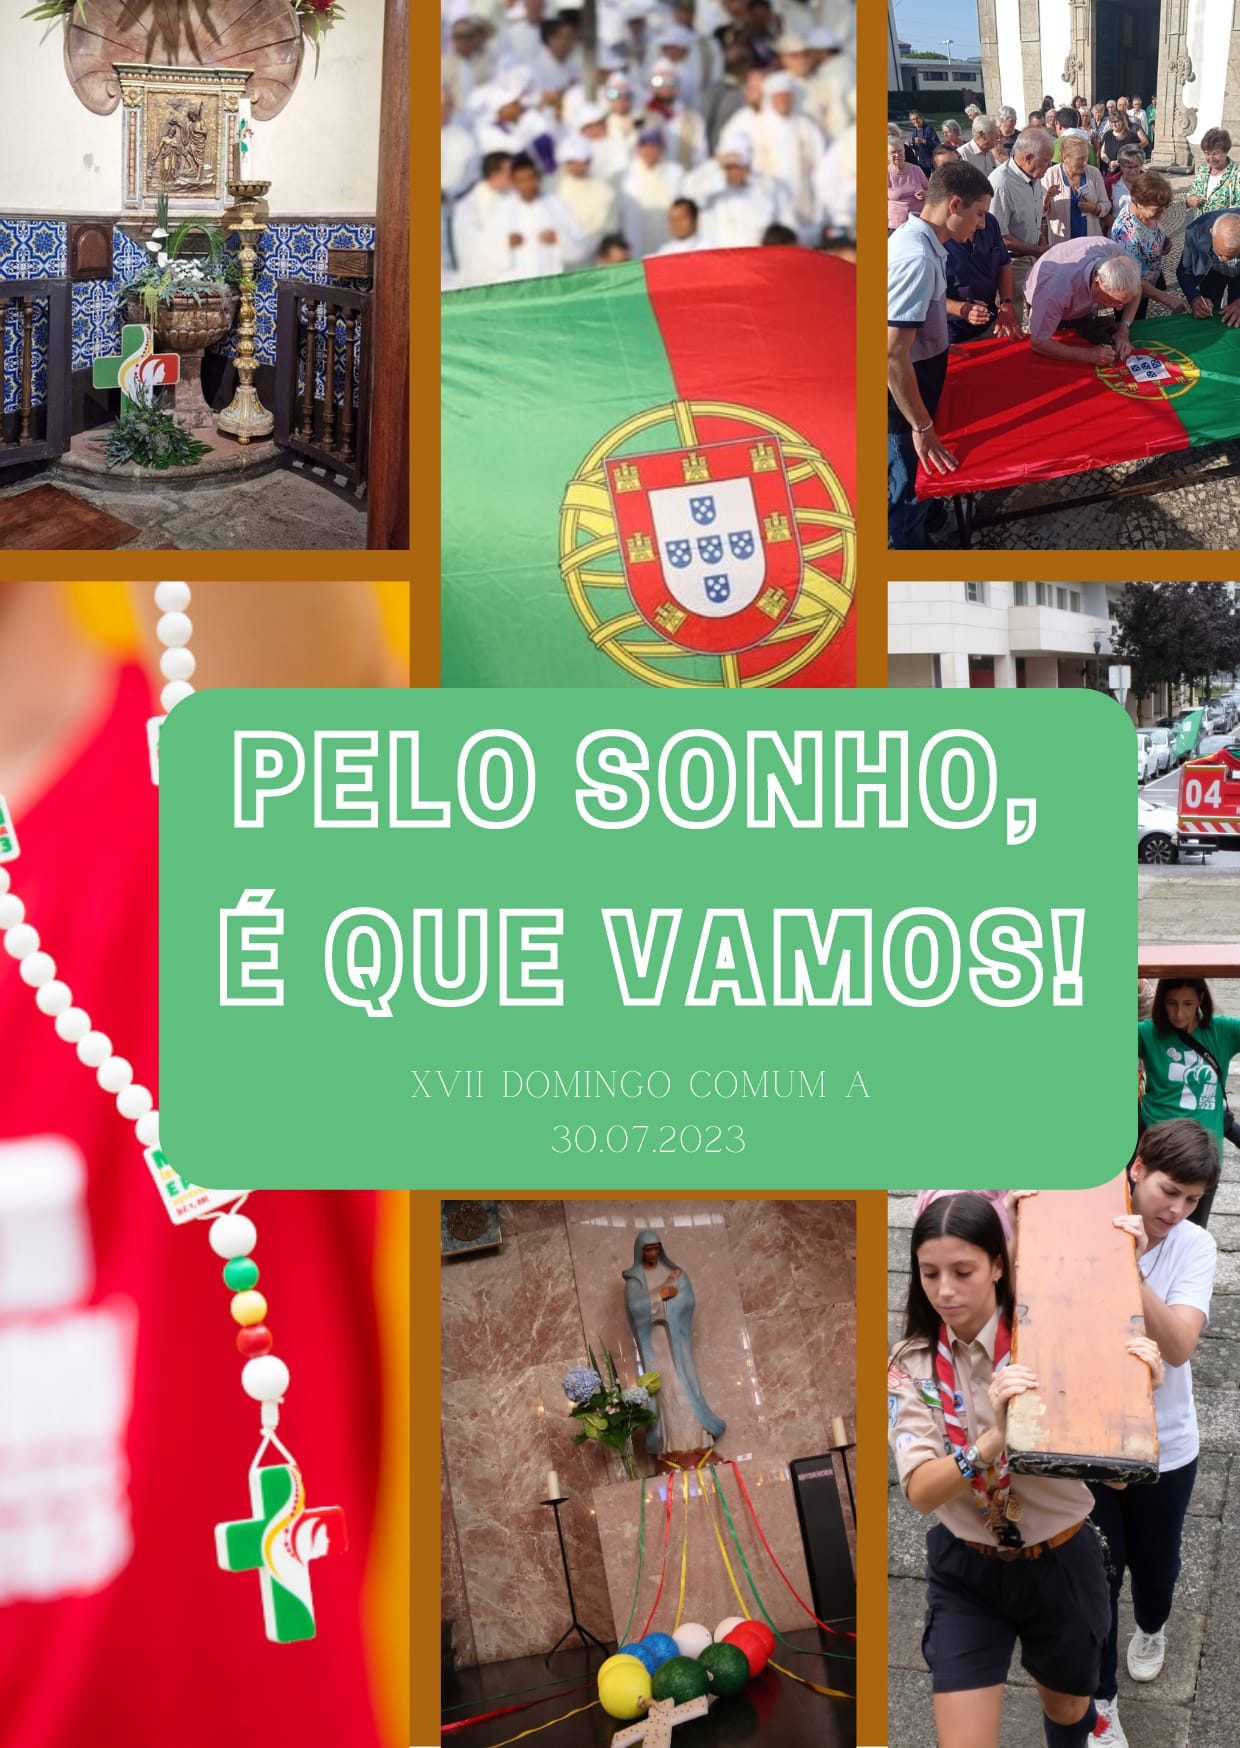 PELO SONHO,
É QUE VAMOS!
XVII DOMINGO COMUM A
30.07.2023
04